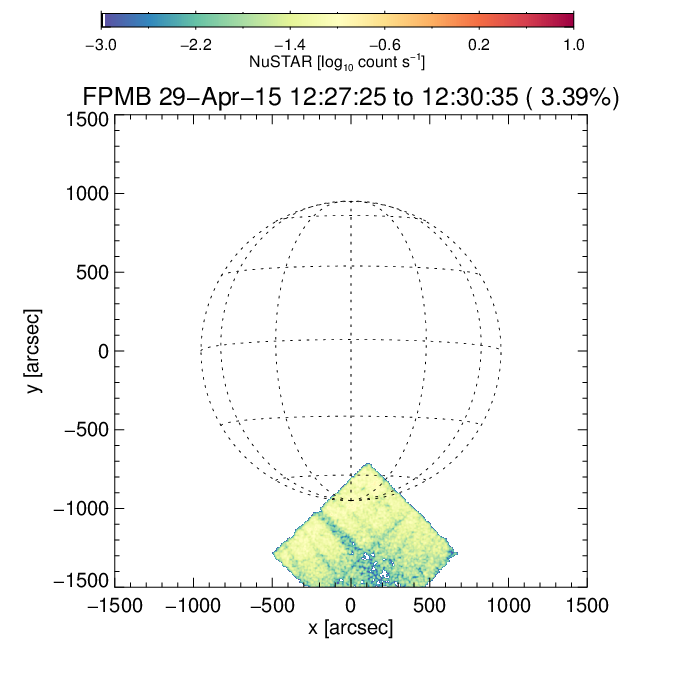 −3.0 −2.2 −1.4 −0.6 0.2 1.0
NuSTAR [log₁₀ count s⁻¹]
FPMB 29−Apr−15 12:27:25 to 12:30:35 ( 3.39%)
1500
1000
500
0
−500
−1000
−1500
y [arcsec]
−1500 −1000 −500 0 500 1000 1500
x [arcsec]